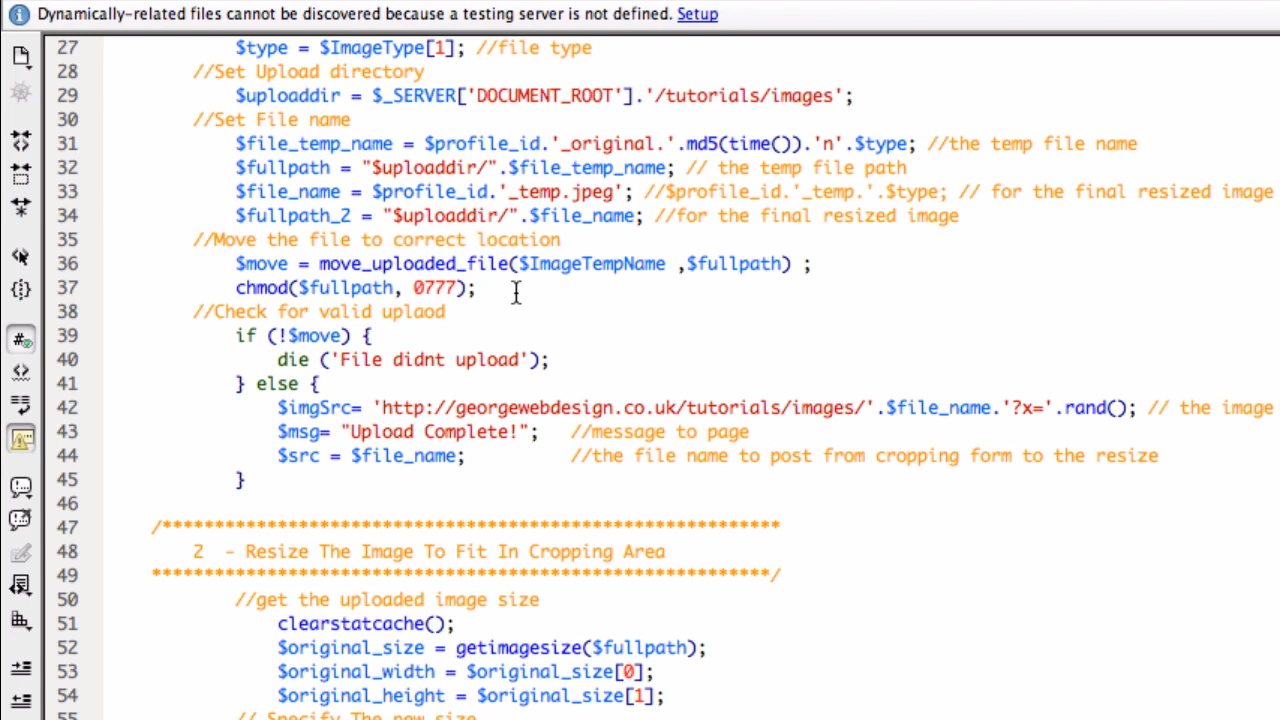 Dynamically-related files cannot be discovered because a testing server is not defined. Setup
27 $type = $ImageType[1]; //file type
28 //Set Upload directory
29 $uploaddir = $_SERVER['DOCUMENT_ROOT'].'/tutorials/images';
30 //Set File name
31 $file_temp_name = $profile_id.'_original.'.md5(time()).'n'.$type; //the temp file name
32 $fullpath = "$uploaddir/".$file_temp_name; // the temp file path
33 $file_name = $profile_id.'_temp.jpeg'; //$profile_id.'_temp.'.$type; // for the final resized image
34 $fullpath_2 = "$uploaddir/".$file_name; //for the final resized image
35 //Move the file to correct location
36 $move = move_uploaded_file($ImageTempName ,$fullpath) ;
37 chmod($fullpath, 0777);
38 //Check for valid uplaod
39 if (!$move) {
40 die ('File didnt upload');
41 } else {
42 $imgSrc= 'http://georgewebdesign.co.uk/tutorials/images/'.$file_name.'?x='.rand(); // the image
43 $msg= "Upload Complete!"; //message to page
44 $src = $file_name; //the file name to post from cropping form to the resize
45 }
46
47 /***********************************************************
48 2 - Resize The Image To Fit In Cropping Area
49 ***********************************************************/
50 //get the uploaded image size
51 clearstatcache();
52 $original_size = getimagesize($fullpath);
53 $original_width = $original_size[0];
54 $original_height = $original_size[1];
55 // Specify The new size